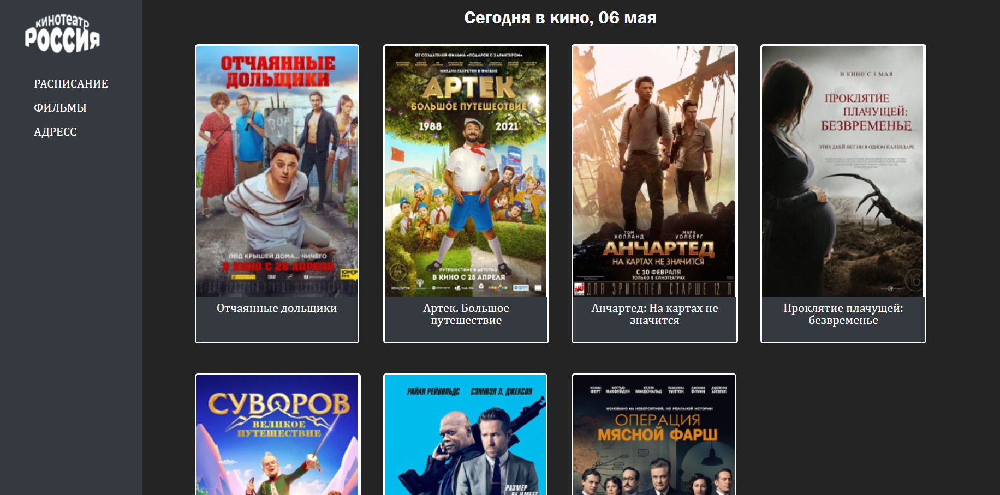 КИНОТЕАТР
РОССИЯ
РАСПИСАНИЕ
ФИЛЬМЫ
АДРЕСС
Сегодня в кино, 06 мая
ОТЧАЯННЫЕ
ДОЛЬЩИКИ
ВОР
ПОД КРЫШЕЙ ДОМА... НИЧЕГО
В КИНО С 28 АПРЕЛЯ
ЮМОР
FM
Отчаянные дольщики
ОТ СОЗДАТЕЛЕЙ ФИЛЬМА «ПОДАРОК С ХАРАКТЕРОМ»
МИХАИЛ ГАЛУСТЯН В ФИЛЬМЕ
АРТЕК
БОЛЬШОЕ ПУТЕШЕСТВИЕ
1988
2021
6+
ПУТЕШЕСТВИЕ В ДЕТСТВО
В КИНО С 28 АПРЕЛЯ
Артек. Большое
путешествие
ТОМ
ХОЛЛАНД
МАРК
УОЛБЕРГ
АНЧАРТЕД
НА КАРТАХ НЕ ЗНАЧИТСЯ
С 10 ФЕВРАЛЯ
ТОЛЬКО В КИНОТЕАТРАХ
ДЛЯ ЗРИТЕЛЕЙ СТАРШЕ 12 Л
Анчартед: На картах не
значится
В КИНО С 5 МАЯ
ПРОКЛЯТИЕ
ПЛАЧУЩЕЙ:
БЕЗВРЕМЕНЬЕ
ЭТИХ ДНЕЙ НЕТ НИ В ОДНОМ КАЛЕНДАРЕ
16
Проклятие плачущей:
безвременье
СУВОРОВ
ВЕЛИКОЕ
ПУТЕШЕСТВИЕ
РАЙАН РЕЙНОЛЬДС СЭМЮЭЛ Л. ДЖЕКСОН
РАЗМЕР
НЕ ИМЕЕТ
КОЛИН
ФЕРТ
МЭТТЬЮ
МАКФЕЙДЕН
КЕЛЛИ
МАКДОНАЛЬД
ПЕНЕЛОПА
УИЛТОН
ДЖОННИ
ФЛИНН
ДЖЕЙСОН
АЙЗЕКС
ОСНОВАНО НА НЕВЕРОЯТНОЙ, НО РЕАЛЬНОЙ ИСТОРИИ
ОПЕРАЦИЯ
МЯСНОЙ ФАРШ